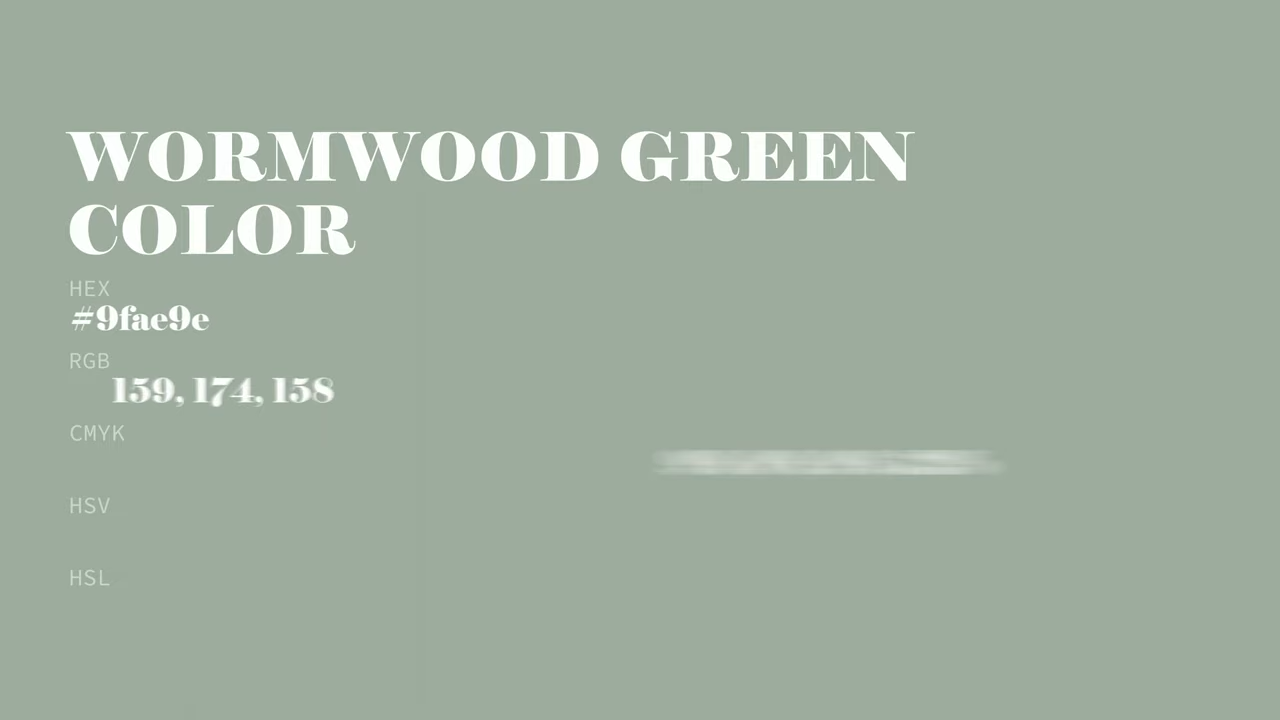 WORMWOOD GREEN
COLOR
HEX
#9fae9e
RGB
159, 174, 158
CMYK
HSV
HSL